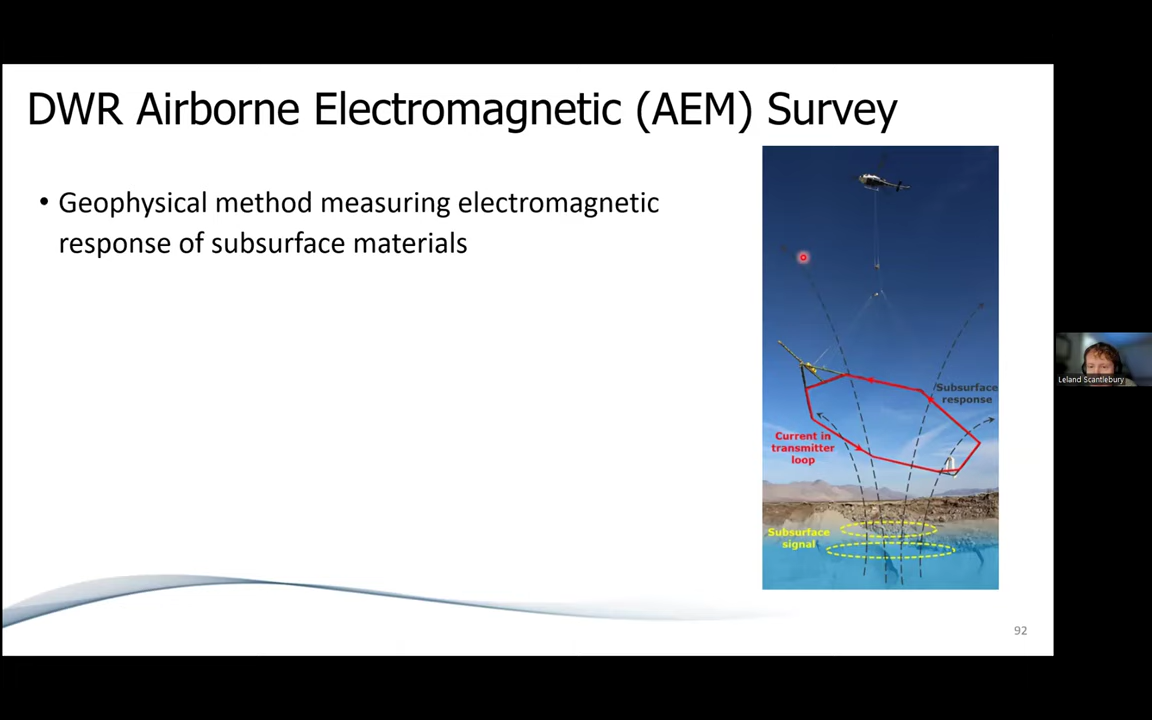 DWR Airborne Electromagnetic (AEM) Survey
• Geophysical method measuring electromagnetic
response of subsurface materials
Subsurface
response
Current in
transmitter
loop
Subsurface
signal
92
Leland Scantlebury